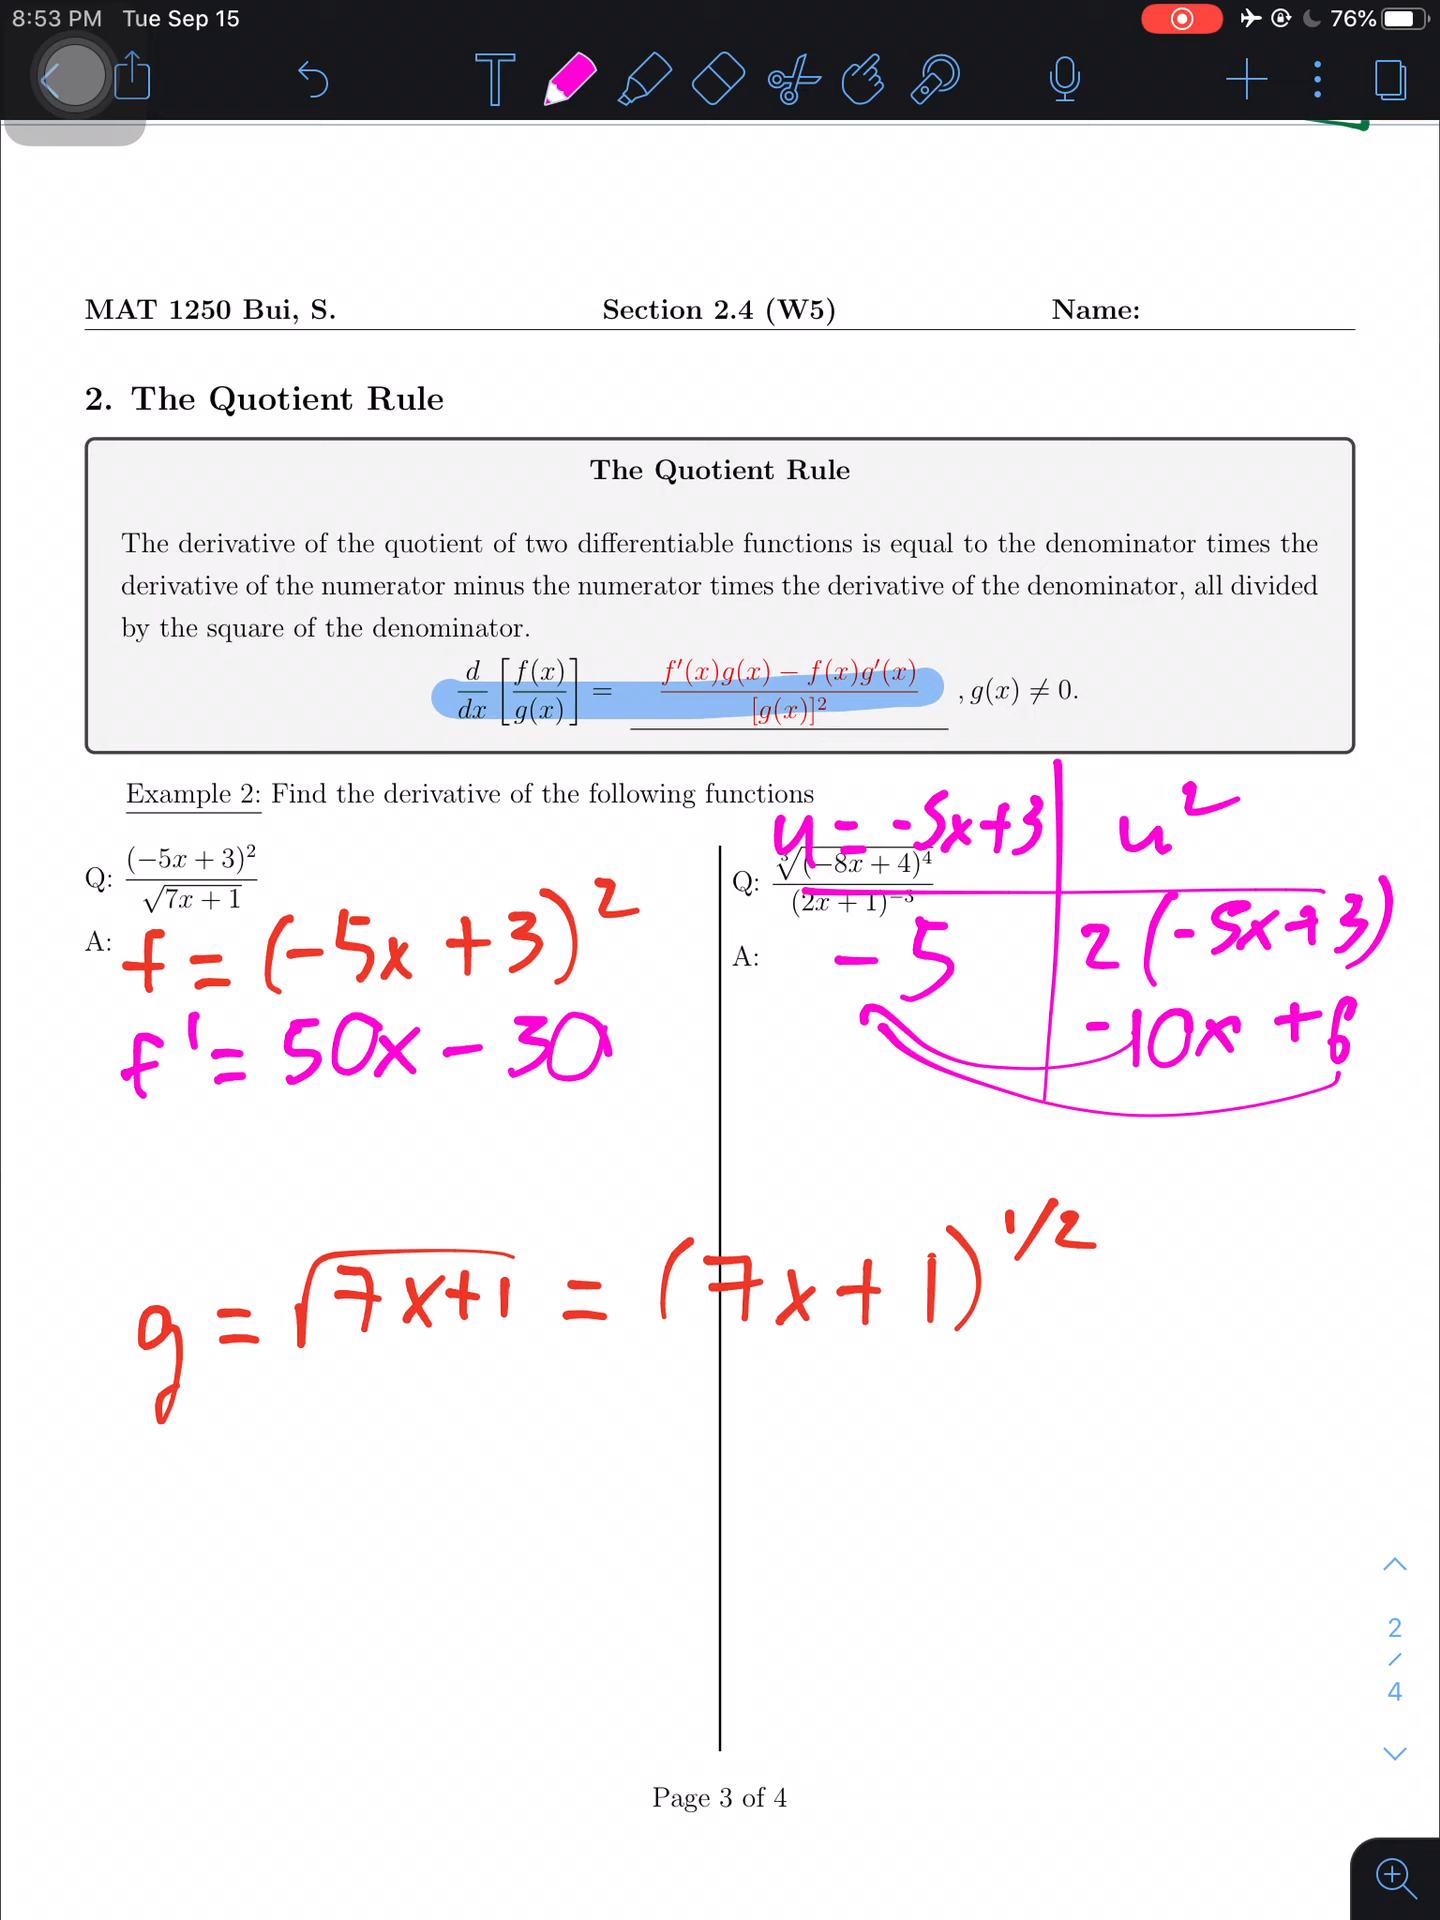 8:53 PM Tue Sep 15 76%
T
MAT 1250 Bui, S. Section 2.4 (W5) Name:
2. The Quotient Rule
The Quotient Rule
The derivative of the quotient of two differentiable functions is equal to the denominator times the
derivative of the numerator minus the numerator times the derivative of the denominator, all divided
by the square of the denominator.
d/dx [f(x)/g(x)] = f′(x)g(x) − f(x)g′(x) / [g(x)]² , g(x) ≠ 0.
Example 2: Find the derivative of the following functions
Q: (−5x + 3)² / √(7x + 1)
A:
f = (-5x + 3)²
f' = 50x - 30
g = √(7x+1) = (7x + 1)^1/2
u = -5x+3 u²
Q: ∛(−8x + 4)⁴ / (2x + 1)⁻³
A:
-5 2(-5x+3)
-10x + 6
2
/
4
Page 3 of 4